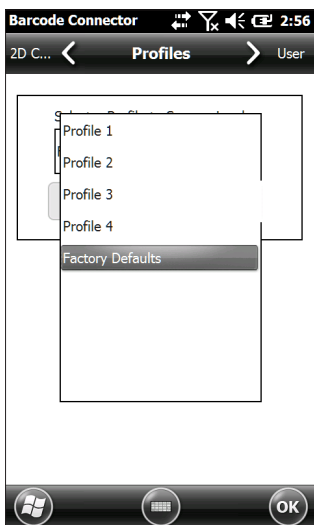 Barcode Connector 2:56
2D C... Profiles User
Profile 1
Profile 2
Profile 3
Profile 4
Factory Defaults
OK